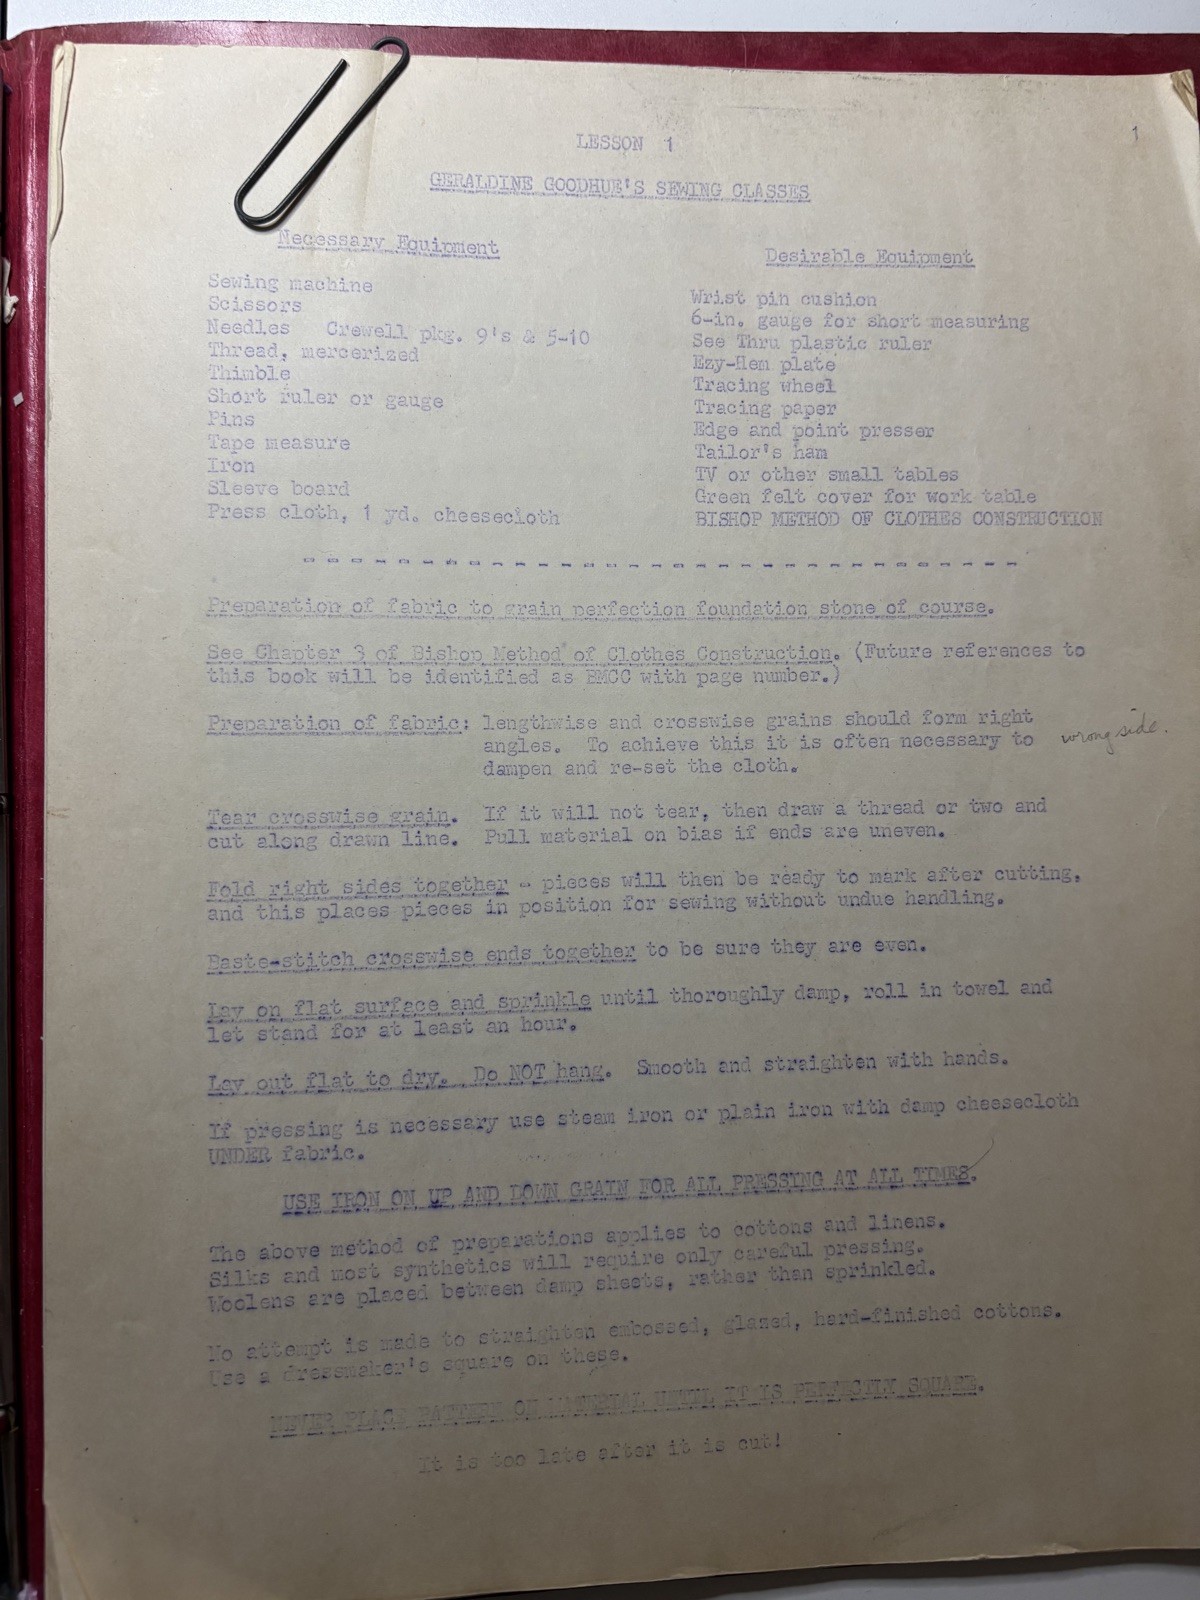 1
LESSON 1
GERALDINE GOODHUE'S SEWING CLASSES
Necessary Equipment
Sewing machine
Scissors
Needles Crewell pkg. 9's & 5-10
Thread, mercerized
Thimble
Short ruler or gauge
Pins
Tape measure
Iron
Sleeve board
Press cloth, 1 yd. cheesecloth
Desirable Equipment
Wrist pin cushion
6-in. gauge for short measuring
See Thru plastic ruler
Ezy-Hem plate
Tracing wheel
Tracing paper
Edge and point presser
Tailor's ham
TV or other small tables
Green felt cover for work table
BISHOP METHOD OF CLOTHES CONSTRUCTION
Preparation of fabric to grain perfection foundation stone of course.
See Chapter 3 of Bishop Method of Clothes Construction. (Future references to
this book will be identified as BMCC with page number.)
Preparation of fabric: lengthwise and crosswise grains should form right
angles. To achieve this it is often necessary to
dampen and re-set the cloth.
wrong side.
Tear crosswise grain. If it will not tear, then draw a thread or two and
cut along drawn line. Pull material on bias if ends are uneven.
Fold right sides together - pieces will then be ready to mark after cutting,
and this places pieces in position for sewing without undue handling.
Baste-stitch crosswise ends together to be sure they are even.
Lay on flat surface and sprinkle until thoroughly damp, roll in towel and
let stand for at least an hour.
Lay out flat to dry. Do NOT hang. Smooth and straighten with hands.
If pressing is necessary use steam iron or plain iron with damp cheesecloth
UNDER fabric.
USE IRON ON UP AND DOWN GRAIN FOR ALL PRESSING AT ALL TIMES.
The above method of preparations applies to cottons and linens.
Silks and most synthetics will require only careful pressing.
Woolens are placed between damp sheets, rather than sprinkled.
No attempt is made to straighten embossed, glazed, hard-finished cottons.
Use a dressmaker's square on these.
NEVER PLACE PATTERN ON MATERIAL UNTIL IT IS PERFECTLY SQUARE.
It is too late after it is cut!